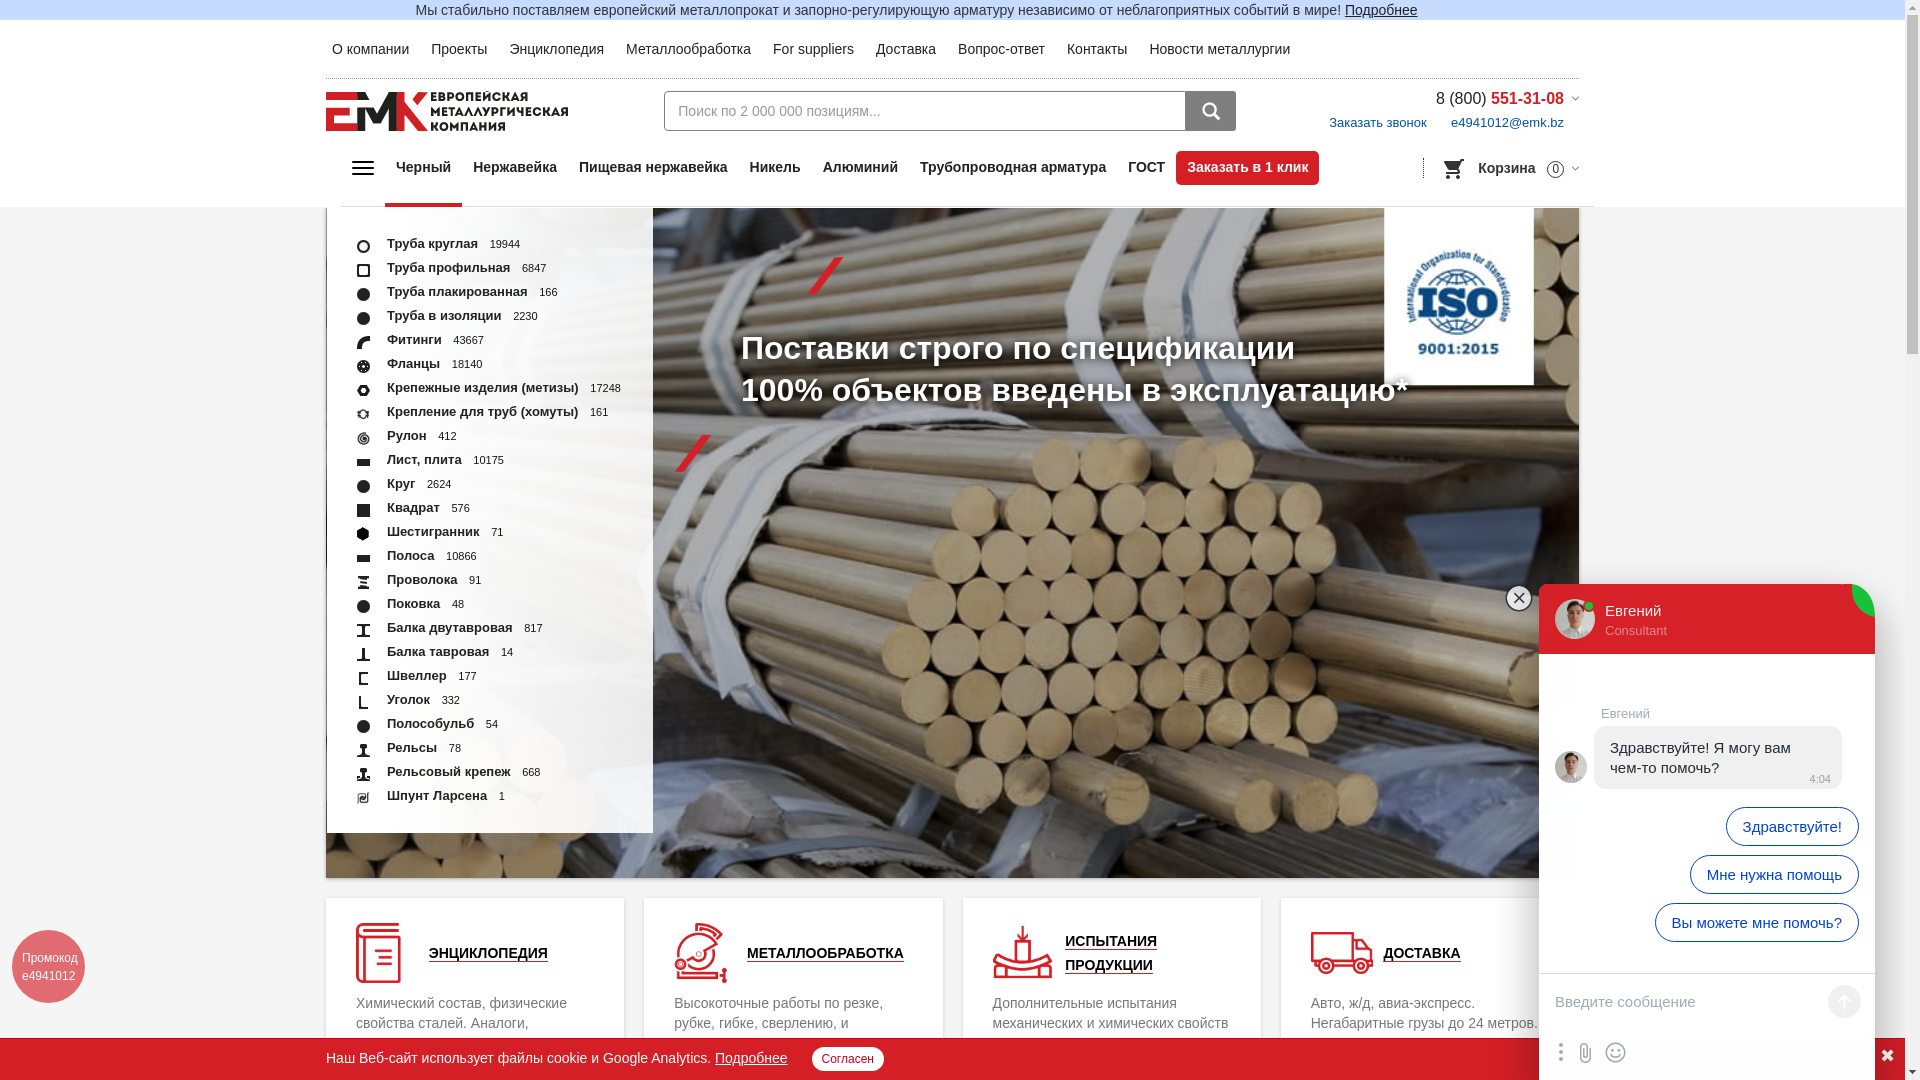 Мы стабильно поставляем европейский металлопрокат и запорно-регулирующую арматуру независимо от неблагоприятных событий в мире! Подробнее
О компании Проекты Энциклопедия Металлообработка For suppliers Доставка Вопрос-ответ Контакты Новости металлургии
ЕМК ЕВРОПЕЙСКАЯ МЕТАЛЛУРГИЧЕСКАЯ КОМПАНИЯ
Поиск по 2 000 000 позициям...
8 (800) 551-31-08
Заказать звонок e4941012@emk.bz
Черный Нержавейка Пищевая нержавейка Никель Алюминий Трубопроводная арматура ГОСТ Заказать в 1 клик Корзина 0
Труба круглая 19944
Труба профильная 6847
Труба плакированная 166
Труба в изоляции 2230
Фитинги 43667
Фланцы 18140
Крепежные изделия (метизы) 17248
Крепление для труб (хомуты) 161
Рулон 412
Лист, плита 10175
Круг 2624
Квадрат 576
Шестигранник 71
Полоса 10866
Проволока 91
Поковка 48
Балка двутавровая 817
Балка тавровая 14
Швеллер 177
Уголок 332
Полособульб 54
Рельсы 78
Рельсовый крепеж 668
Шпунт Ларсена 1
International Organization for Standardization
ISO
9001:2015
Поставки строго по спецификации
100% объектов введены в эксплуатацию*
Евгений
Consultant
Евгений
Здравствуйте! Я могу вам
чем-то помочь?
4:04
Здравствуйте!
Мне нужна помощь
Вы можете мне помочь?
Введите сообщение
Промокод
e4941012
ЭНЦИКЛОПЕДИЯ
Химический состав, физические
свойства сталей. Аналоги,
МЕТАЛЛООБРАБОТКА
Высокоточные работы по резке,
рубке, гибке, сверлению, и
ИСПЫТАНИЯ
ПРОДУКЦИИ
Дополнительные испытания
механических и химических свойств
ДОСТАВКА
Авто, ж/д, авиа-экспресс.
Негабаритные грузы до 24 метров.
Наш Веб-сайт использует файлы cookie и Google Analytics. Подробнее Согласен